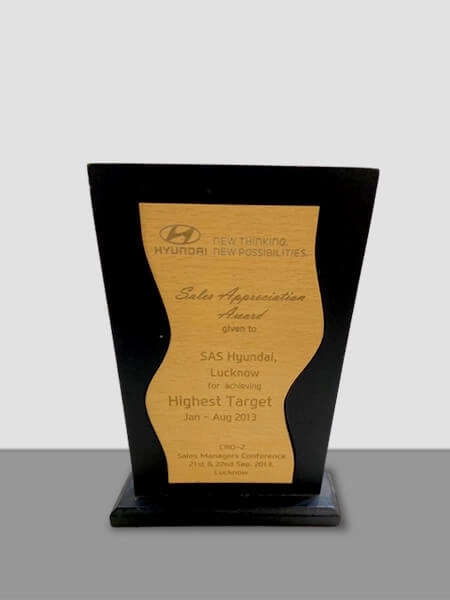 HYUNDAI
NEW THINKING.
NEW POSSIBILITIES.
Sales Appreciation
Award
given to
SAS Hyundai,
Lucknow
for achieving
Highest Target
Jan - Aug 2013
CRO-2
Sales Managers Conference
21st & 22nd Sep. 2013,
Lucknow